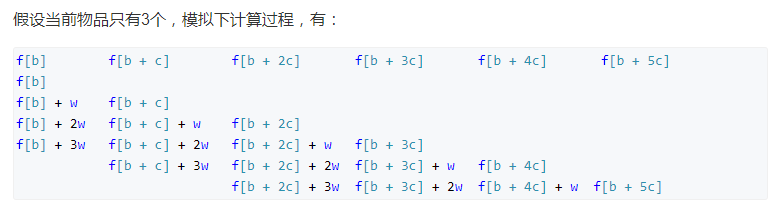 假设当前物品只有3个，模拟下计算过程，有：
f[b] f[b + c] f[b + 2c] f[b + 3c] f[b + 4c] f[b + 5c]
f[b]
f[b] + w f[b + c]
f[b] + 2w f[b + c] + w f[b + 2c]
f[b] + 3w f[b + c] + 2w f[b + 2c] + w f[b + 3c]
f[b + c] + 3w f[b + 2c] + 2w f[b + 3c] + w f[b + 4c]
f[b + 2c] + 3w f[b + 3c] + 2w f[b + 4c] + w f[b + 5c]